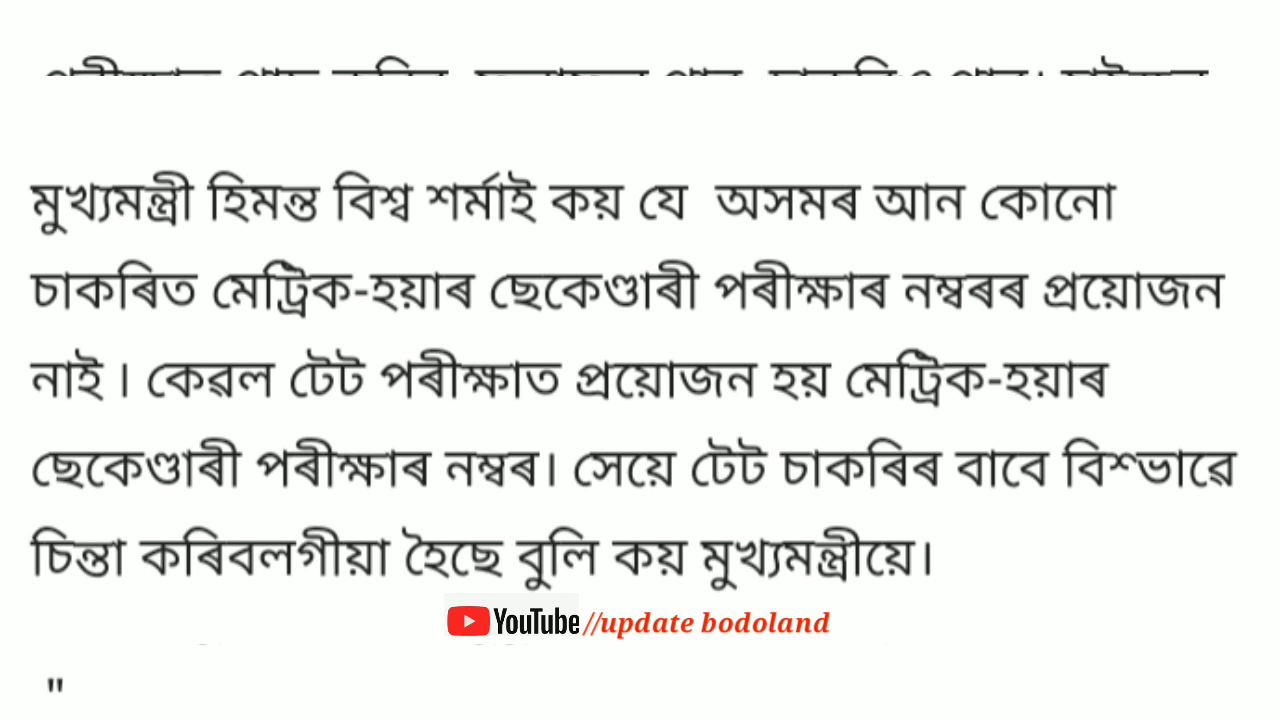 মুখ্যমন্ত্ৰী হিমন্ত বিশ্ব শৰ্মাই কয় যে অসমৰ আন কোনো
চাকৰিত মেট্ৰিক-হয়াৰ ছেকেণ্ডাৰী পৰীক্ষাৰ নম্বৰৰ প্ৰয়োজন
নাই। কেৱল টেট পৰীক্ষাত প্ৰয়োজন হয় মেট্ৰিক-হয়াৰ
ছেকেণ্ডাৰী পৰীক্ষাৰ নম্বৰ। সেয়ে টেট চাকৰিৰ বাবে বিশ্ভাৱে
চিন্তা কৰিবলগীয়া হৈছে বুলি কয় মুখ্যমন্ত্ৰীয়ে।
YouTube //update bodoland
"